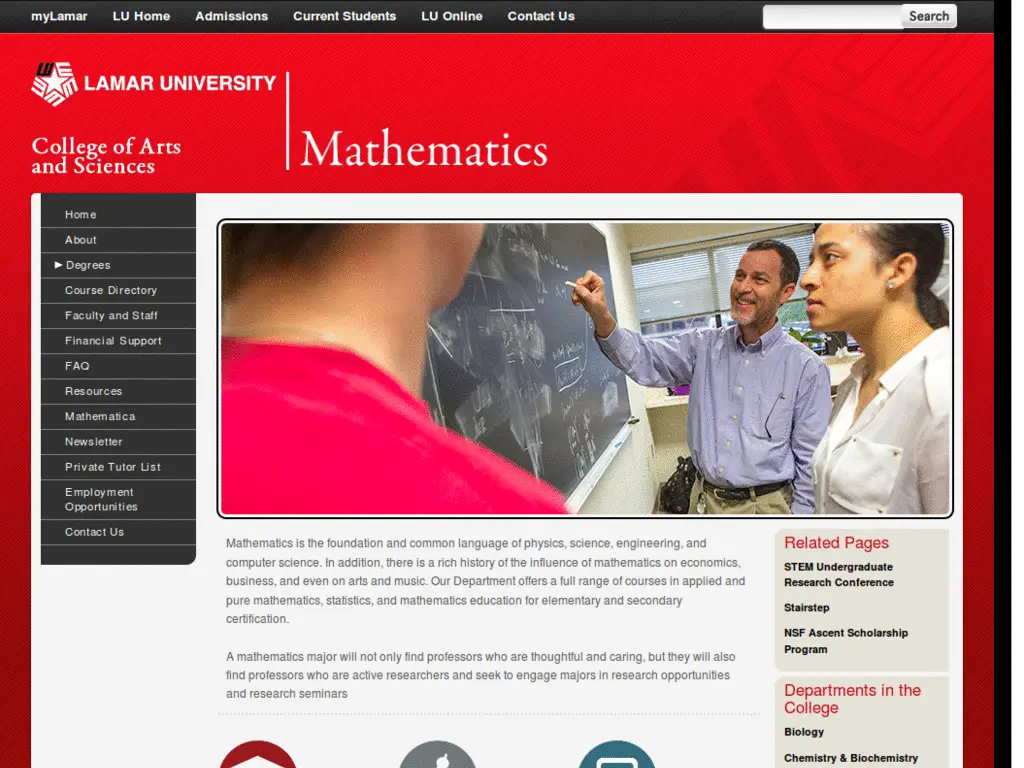 myLamar LU Home Admissions Current Students LU Online Contact Us Search
LAMAR UNIVERSITY
College of Arts
and Sciences
Mathematics
Home
About
Degrees
Course Directory
Faculty and Staff
Financial Support
FAQ
Resources
Mathematica
Newsletter
Private Tutor List
Employment
Opportunities
Contact Us
Mathematics is the foundation and common language of physics, science, engineering, and
computer science. In addition, there is a rich history of the influence of mathematics on economics,
business, and even on arts and music. Our Department offers a full range of courses in applied and
pure mathematics, statistics, and mathematics education for elementary and secondary
certification.
A mathematics major will not only find professors who are thoughtful and caring, but they will also
find professors who are active researchers and seek to engage majors in research opportunities
and research seminars
Related Pages
STEM Undergraduate
Research Conference
Stairstep
NSF Ascent Scholarship
Program
Departments in the
College
Biology
Chemistry & Biochemistry